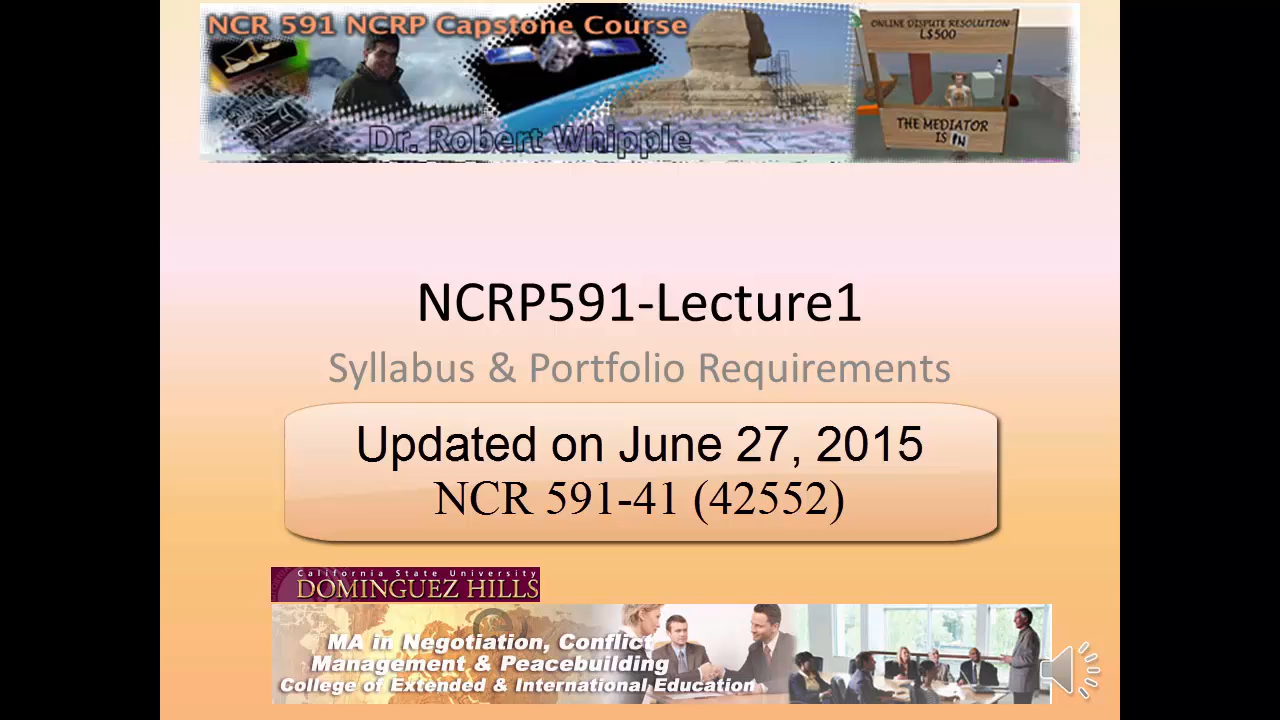 NCR 591 NCRP Capstone Course
ONLINE DISPUTE RESOLUTION
L$500
Dr. Robert Whipple
THE MEDIATOR
IS IN
NCRP591-Lecture1
Syllabus & Portfolio Requirements
Updated on June 27, 2015
NCR 591-41 (42552)
California State University
DOMINGUEZ HILLS
MA in Negotiation, Conflict
Management & Peacebuilding
College of Extended & International Education